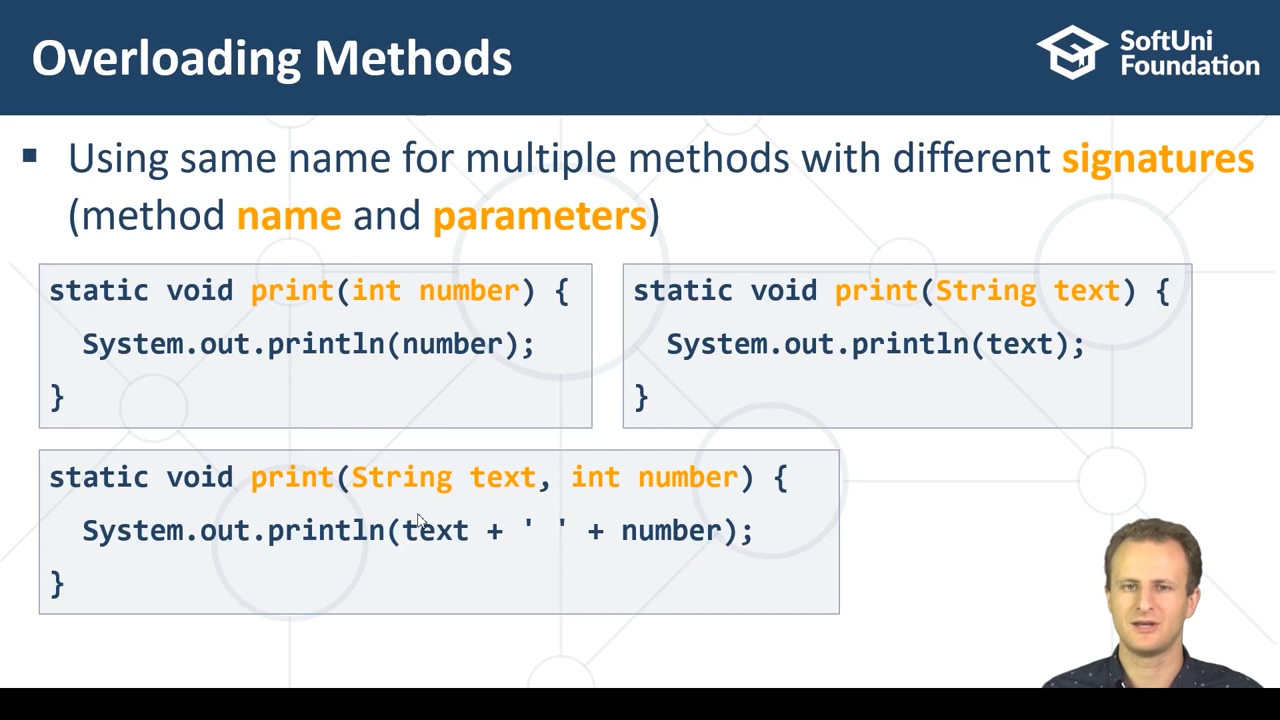 Overloading Methods
SoftUni
Foundation
▪ Using same name for multiple methods with different signatures
(method name and parameters)
static void print(int number) {
System.out.println(number);
}
static void print(String text) {
System.out.println(text);
}
static void print(String text, int number) {
System.out.println(text + ' ' + number);
}